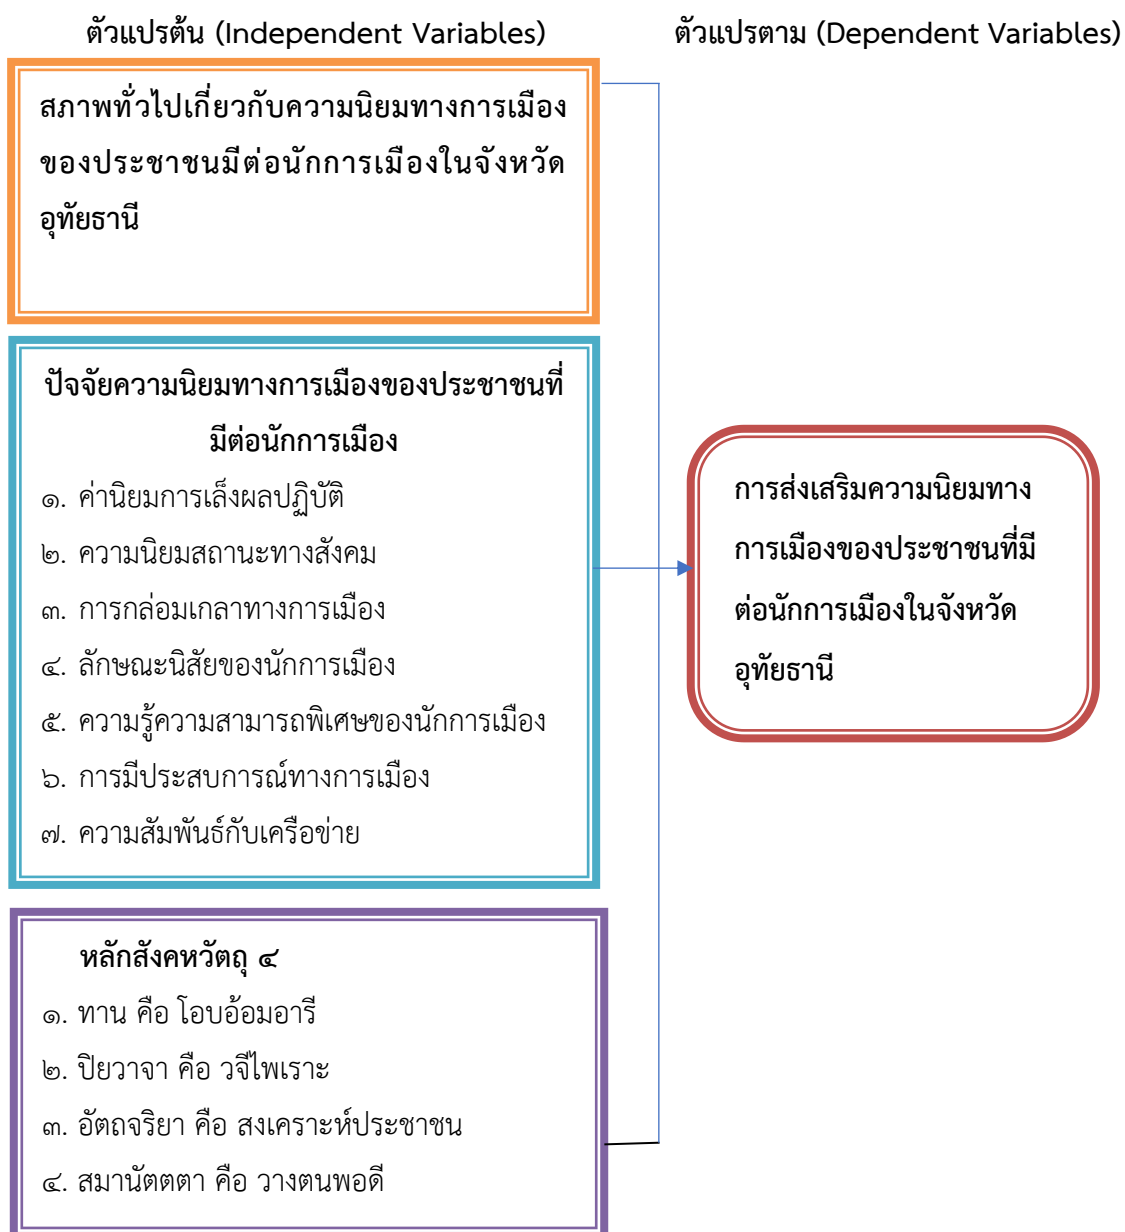 ตัวแปรต้น (Independent Variables)
ตัวแปรตาม (Dependent Variables)
สภาพทั่วไปเกี่ยวกับความนิยมทางการเมือง
ของประชาชนมีต่อนักการเมืองในจังหวัด
อุทัยธานี
ปัจจัยความนิยมทางการเมืองของประชาชนที่
มีต่อนักการเมือง
๑. ค่านิยมการเล็งผลปฏิบัติ
๒. ความนิยมสถานะทางสังคม
๓. การกล่อมเกลาทางการเมือง
๔. ลักษณะนิสัยของนักการเมือง
๕. ความรู้ความสามารถพิเศษของนักการเมือง
๖. การมีประสบการณ์ทางการเมือง
๗. ความสัมพันธ์กับเครือข่าย
หลักสังคหวัตถุ ๔
๑. ทาน คือ โอบอ้อมอารี
๒. ปิยวาจา คือ วจีไพเราะ
๓. อัตถจริยา คือ สงเคราะห์ประชาชน
๔. สมานัตตตา คือ วางตนพอดี
การส่งเสริมความนิยมทาง
การเมืองของประชาชนที่มี
ต่อนักการเมืองในจังหวัด
อุทัยธานี